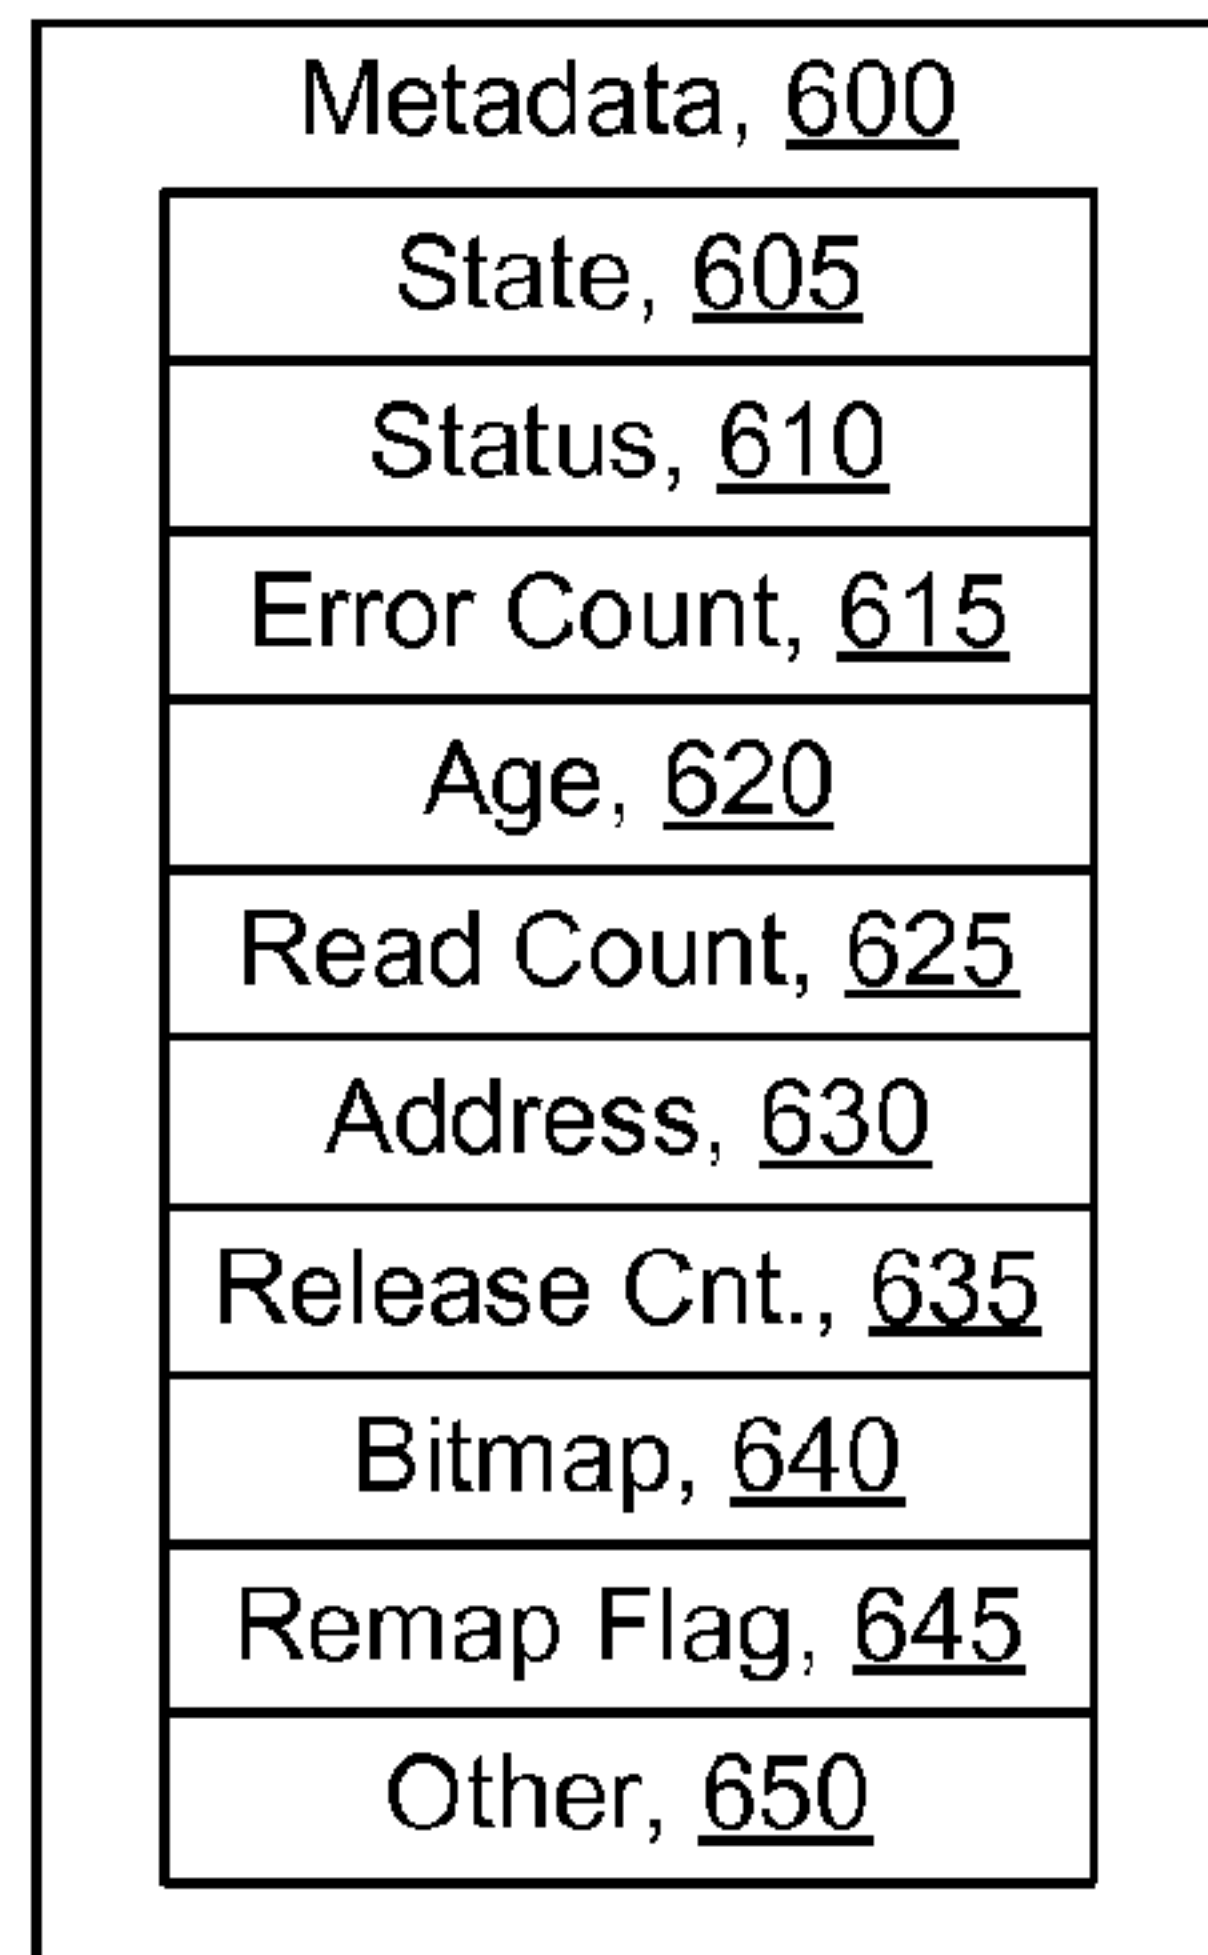 Metadata, 600
State, 605
Status, 610
Error Count, 615
Age, 620
Read Count, 625
Address, 630
Release Cnt., 635
Bitmap, 640
Remap Flag, 645
Other, 650